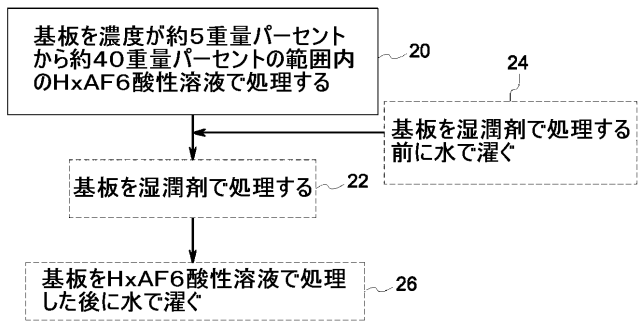 基板を濃度が約5重量パーセント
から約40重量パーセントの範囲内
のHxAF6酸性溶液で処理する
20
24
基板を湿潤剤で処理する
前に水で濯ぐ
基板を湿潤剤で処理する
22
基板をHxAF6酸性溶液で処理
した後に水で濯ぐ
26